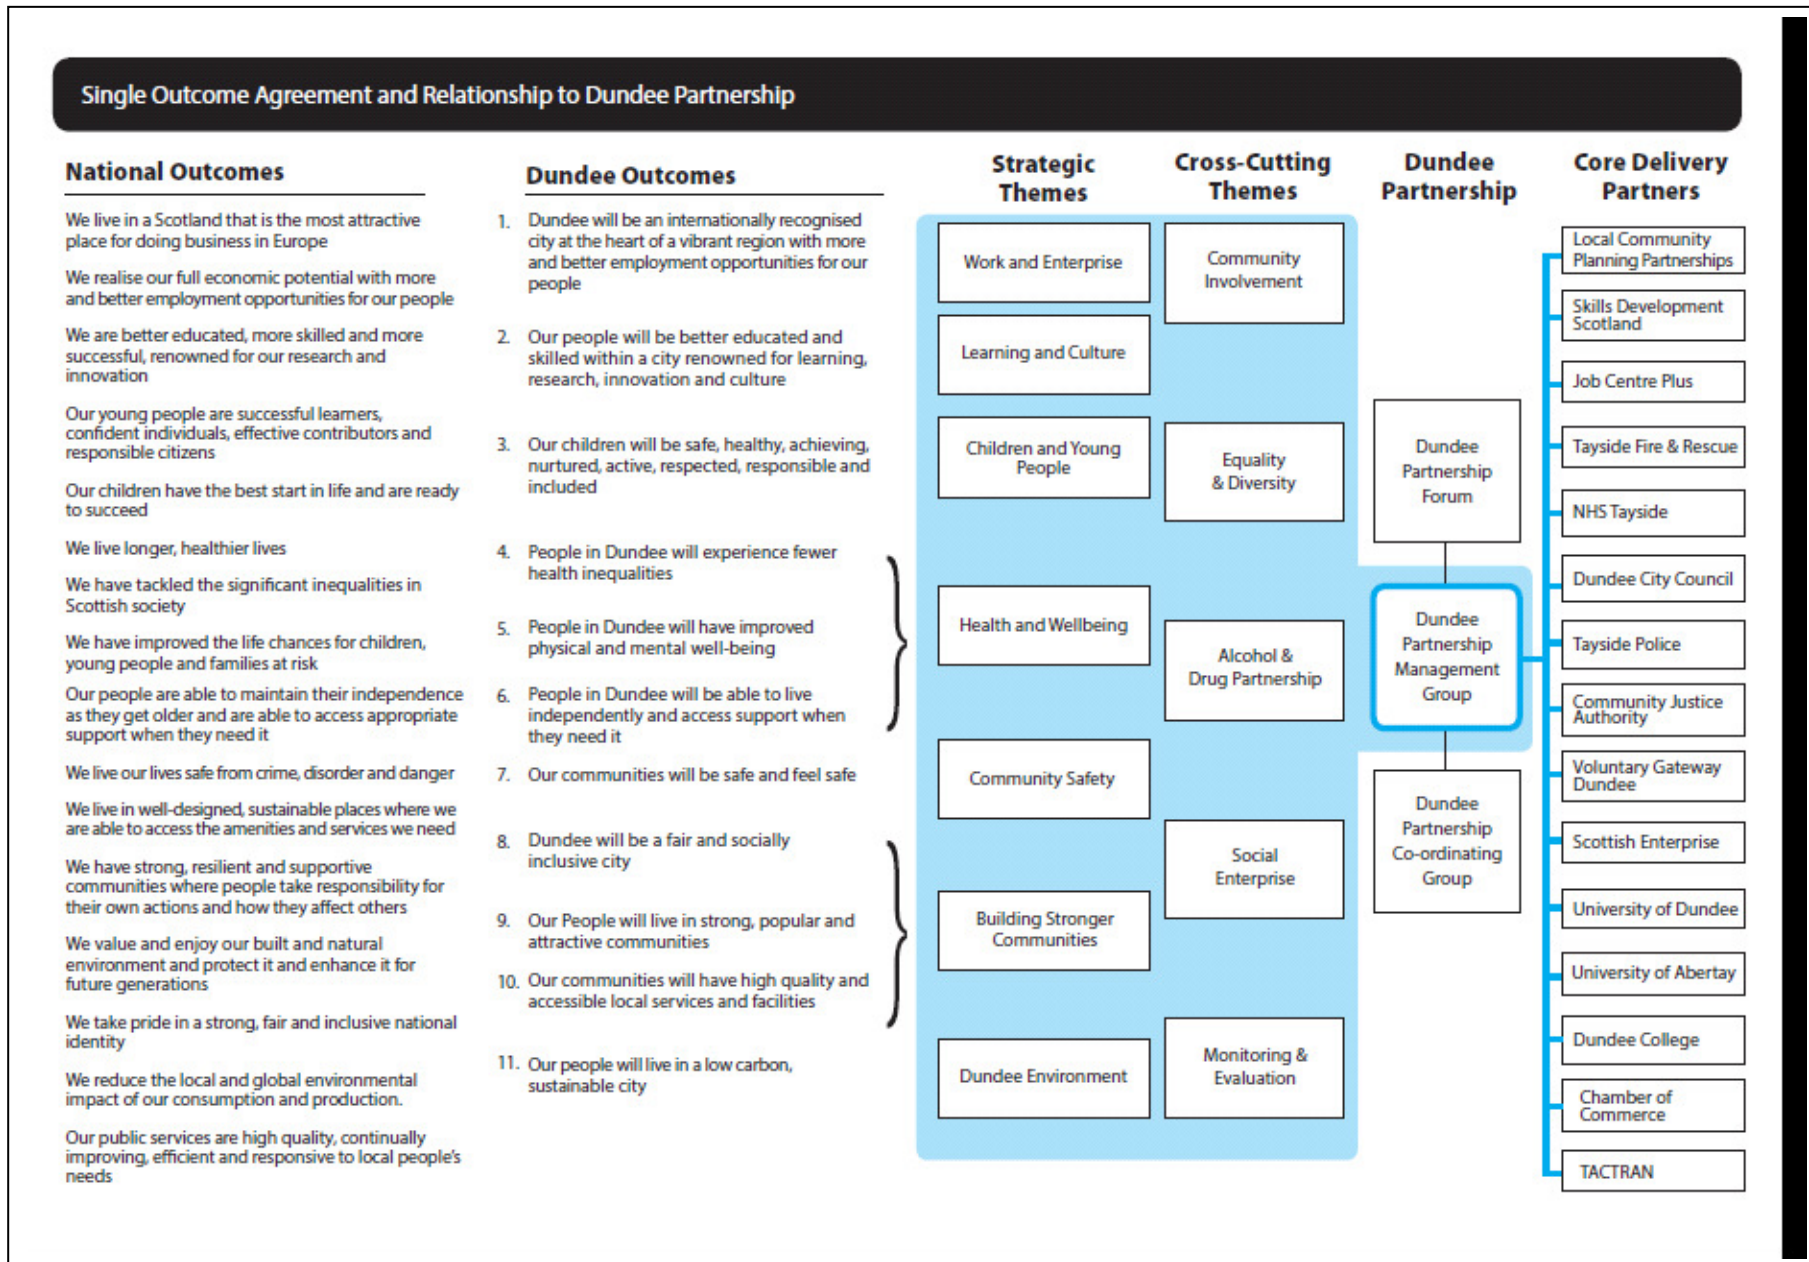 Single Outcome Agreement and Relationship to Dundee Partnership
National Outcomes
We live in a Scotland that is the most attractive
place for doing business in Europe
We realise our full economic potential with more
and better employment opportunities for our people
We are better educated, more skilled and more
successful, renowned for our research and
innovation
Our young people are successful learners,
confident individuals, effective contributors and
responsible citizens
Our children have the best start in life and are ready
to succeed
We live longer, healthier lives
We have tackled the significant inequalities in
Scottish society
We have improved the life chances for children,
young people and families at risk
Our people are able to maintain their independence
as they get older and are able to access appropriate
support when they need it
We live our lives safe from crime, disorder and danger
We live in well-designed, sustainable places where we
are able to access the amenities and services we need
We have strong, resilient and supportive
communities where people take responsibility for
their own actions and how they affect others
We value and enjoy our built and natural
environment and protect it and enhance it for
future generations
We take pride in a strong, fair and inclusive national
identity
We reduce the local and global environmental
impact of our consumption and production.
Our public services are high quality, continually
improving, efficient and responsive to local people's
needs
Dundee Outcomes
1. Dundee will be an internationally recognised
city at the heart of a vibrant region with more
and better employment opportunities for our
people
2. Our people will be better educated and
skilled within a city renowned for learning,
research, innovation and culture
3. Our children will be safe, healthy, achieving,
nurtured, active, respected, responsible and
included
4. People in Dundee will experience fewer
health inequalities
5. People in Dundee will have improved
physical and mental well-being
6. People in Dundee will be able to live
independently and access support when
they need it
7. Our communities will be safe and feel safe
8. Dundee will be a fair and socially
inclusive city
9. Our People will live in strong, popular and
attractive communities
10. Our communities will have high quality and
accessible local services and facilities
11. Our people will live in a low carbon,
sustainable city
Strategic
Themes
Work and Enterprise
Learning and Culture
Children and Young
People
Health and Wellbeing
Community Safety
Building Stronger
Communities
Dundee Environment
Cross-Cutting
Themes
Community
Involvement
Equality
& Diversity
Alcohol &
Drug Partnership
Social
Enterprise
Monitoring &
Evaluation
Dundee
Partnership
Dundee
Partnership
Forum
Dundee
Partnership
Management
Group
Dundee
Partnership
Co-ordinating
Group
Core Delivery
Partners
Local Community
Planning Partnerships
Skills Development
Scotland
Job Centre Plus
Tayside Fire & Rescue
NHS Tayside
Dundee City Council
Tayside Police
Community Justice
Authority
Voluntary Gateway
Dundee
Scottish Enterprise
University of Dundee
University of Abertay
Dundee College
Chamber of
Commerce
TACTRAN